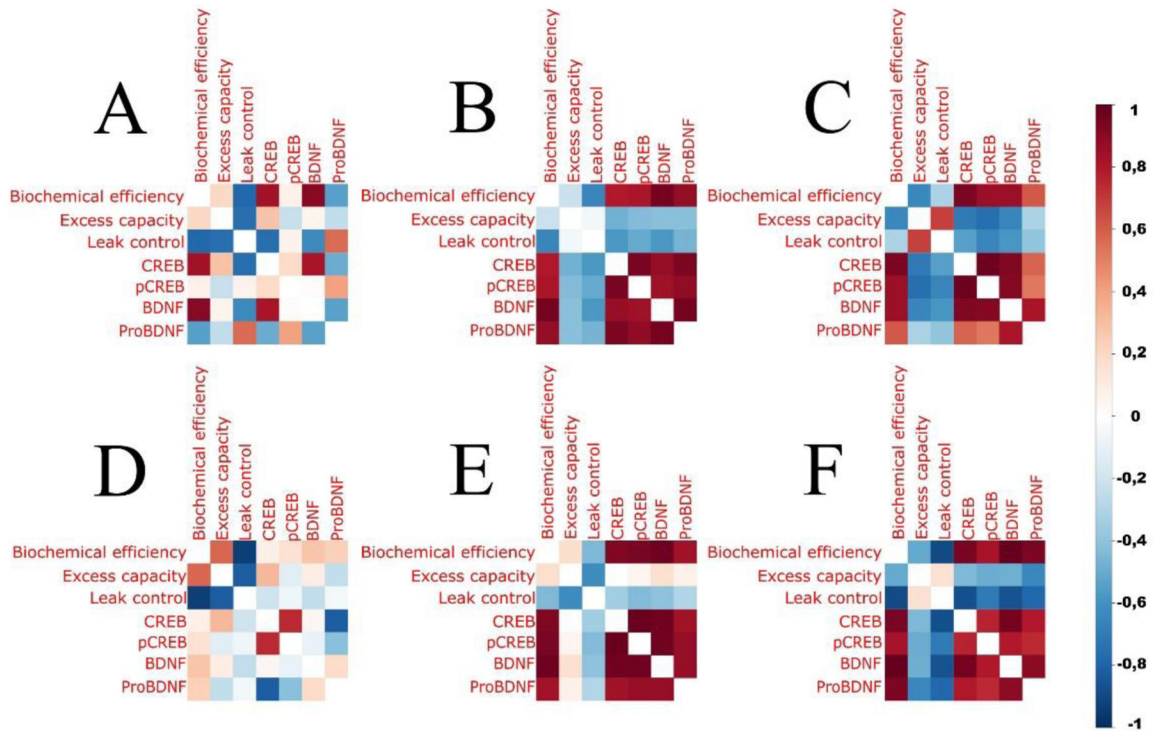 A
Biochemical efficiency
Excess capacity
Leak control
CREB
pCREB
BDNF
ProBDNF
Biochemical efficiency
Excess capacity
Leak control
CREB
pCREB
BDNF
ProBDNF
B
Biochemical efficiency
Excess capacity
Leak control
CREB
pCREB
BDNF
ProBDNF
Biochemical efficiency
Excess capacity
Leak control
CREB
pCREB
BDNF
ProBDNF
C
Biochemical efficiency
Excess capacity
Leak control
CREB
pCREB
BDNF
ProBDNF
Biochemical efficiency
Excess capacity
Leak control
CREB
pCREB
BDNF
ProBDNF
D
Biochemical efficiency
Excess capacity
Leak control
CREB
pCREB
BDNF
ProBDNF
Biochemical efficiency
Excess capacity
Leak control
CREB
pCREB
BDNF
ProBDNF
E
Biochemical efficiency
Excess capacity
Leak control
CREB
pCREB
BDNF
ProBDNF
Biochemical efficiency
Excess capacity
Leak control
CREB
pCREB
BDNF
ProBDNF
F
Biochemical efficiency
Excess capacity
Leak control
CREB
pCREB
BDNF
ProBDNF
Biochemical efficiency
Excess capacity
Leak control
CREB
pCREB
BDNF
ProBDNF
1
0,8
0,6
0,4
0,2
0
-0,2
-0,4
-0,6
-0,8
-1